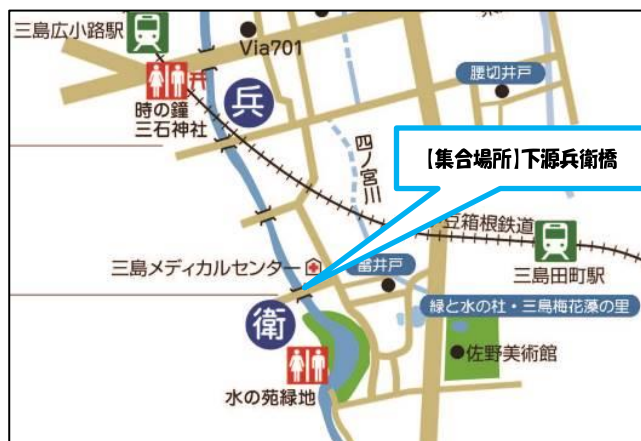 三島広小路駅
Via701
腰切井戸
時の鐘
三石神社
兵
四ノ宮川
【集合場所】下源兵衛橋
豆箱根鉄道
三島メディカルセンター
雷井戸
三島田町駅
緑と水の杜・三島梅花藻の里
衛
佐野美術館
水の苑緑地